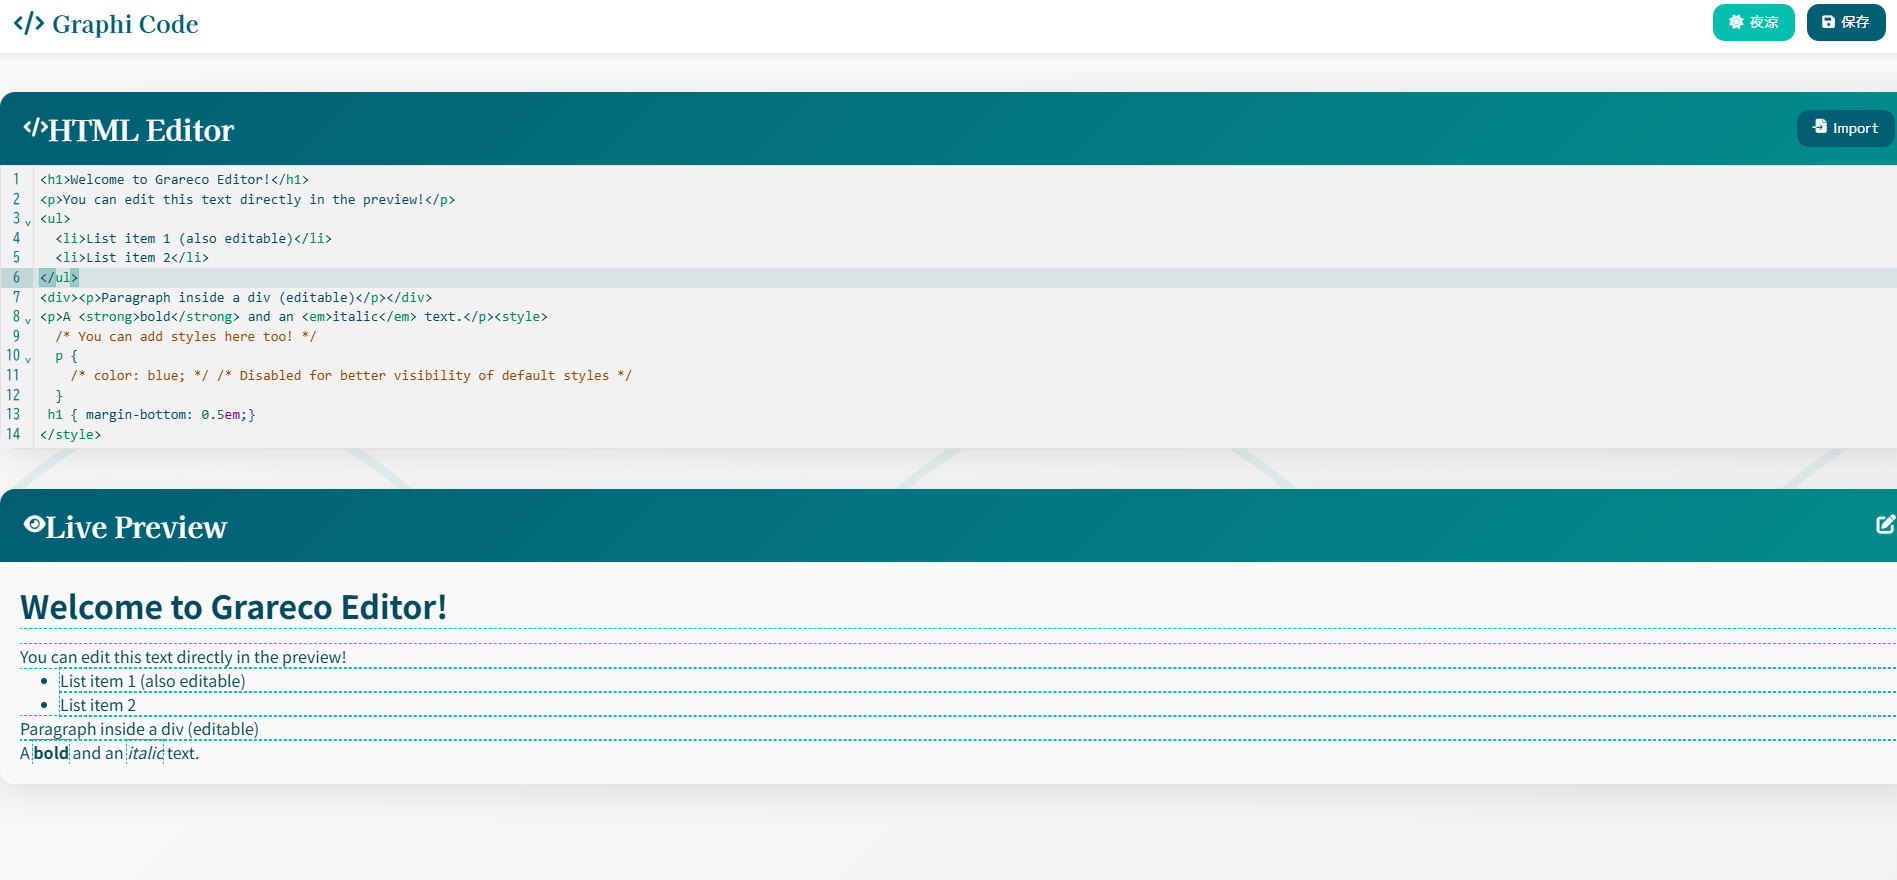 </> Graphi Code
夜涼
保存
</>HTML Editor
Import
1 <h1>Welcome to Grareco Editor!</h1>
2 <p>You can edit this text directly in the preview!</p>
3 <ul>
4   <li>List item 1 (also editable)</li>
5   <li>List item 2</li>
6 </ul>
7 <div><p>Paragraph inside a div (editable)</p></div>
8 <p>A <strong>bold</strong> and an <em>italic</em> text.</p><style>
9   /* You can add styles here too! */
10   p {
11     /* color: blue; */ /* Disabled for better visibility of default styles */
12   }
13  h1 { margin-bottom: 0.5em;}
14 </style>
Live Preview
Welcome to Grareco Editor!
You can edit this text directly in the preview!
• List item 1 (also editable)
• List item 2
Paragraph inside a div (editable)
A bold and an italic text.